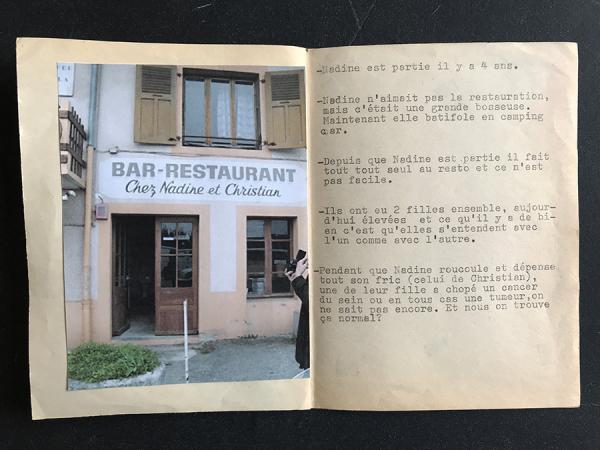 BAR-RESTAURANT
Chez Nadine et Christian
-Nadine est partie il y a 4 ans.
-Nadine n'aimait pas la restauration,
mais c'était une grande bosseuse.
Maintenant elle batifole en camping
car.
-Depuis que Nadine est partie il fait
tout tout seul au resto et ce n'est
pas facile.
-Ils ont eu 2 filles ensemble, aujour-
d'hui élevées et ce qu'il y a de bi-
en c'est qu'elles s'entendent avec
l'un comme avec l'autre.
-Pendant que Nadine roucoule et dépense
tout son fric (celui de Christian),
une de leur fille a chopé un cancer
du sein ou en tous cas une tumeur,on
ne sait pas encore. Et nous on trouve
ça normal?